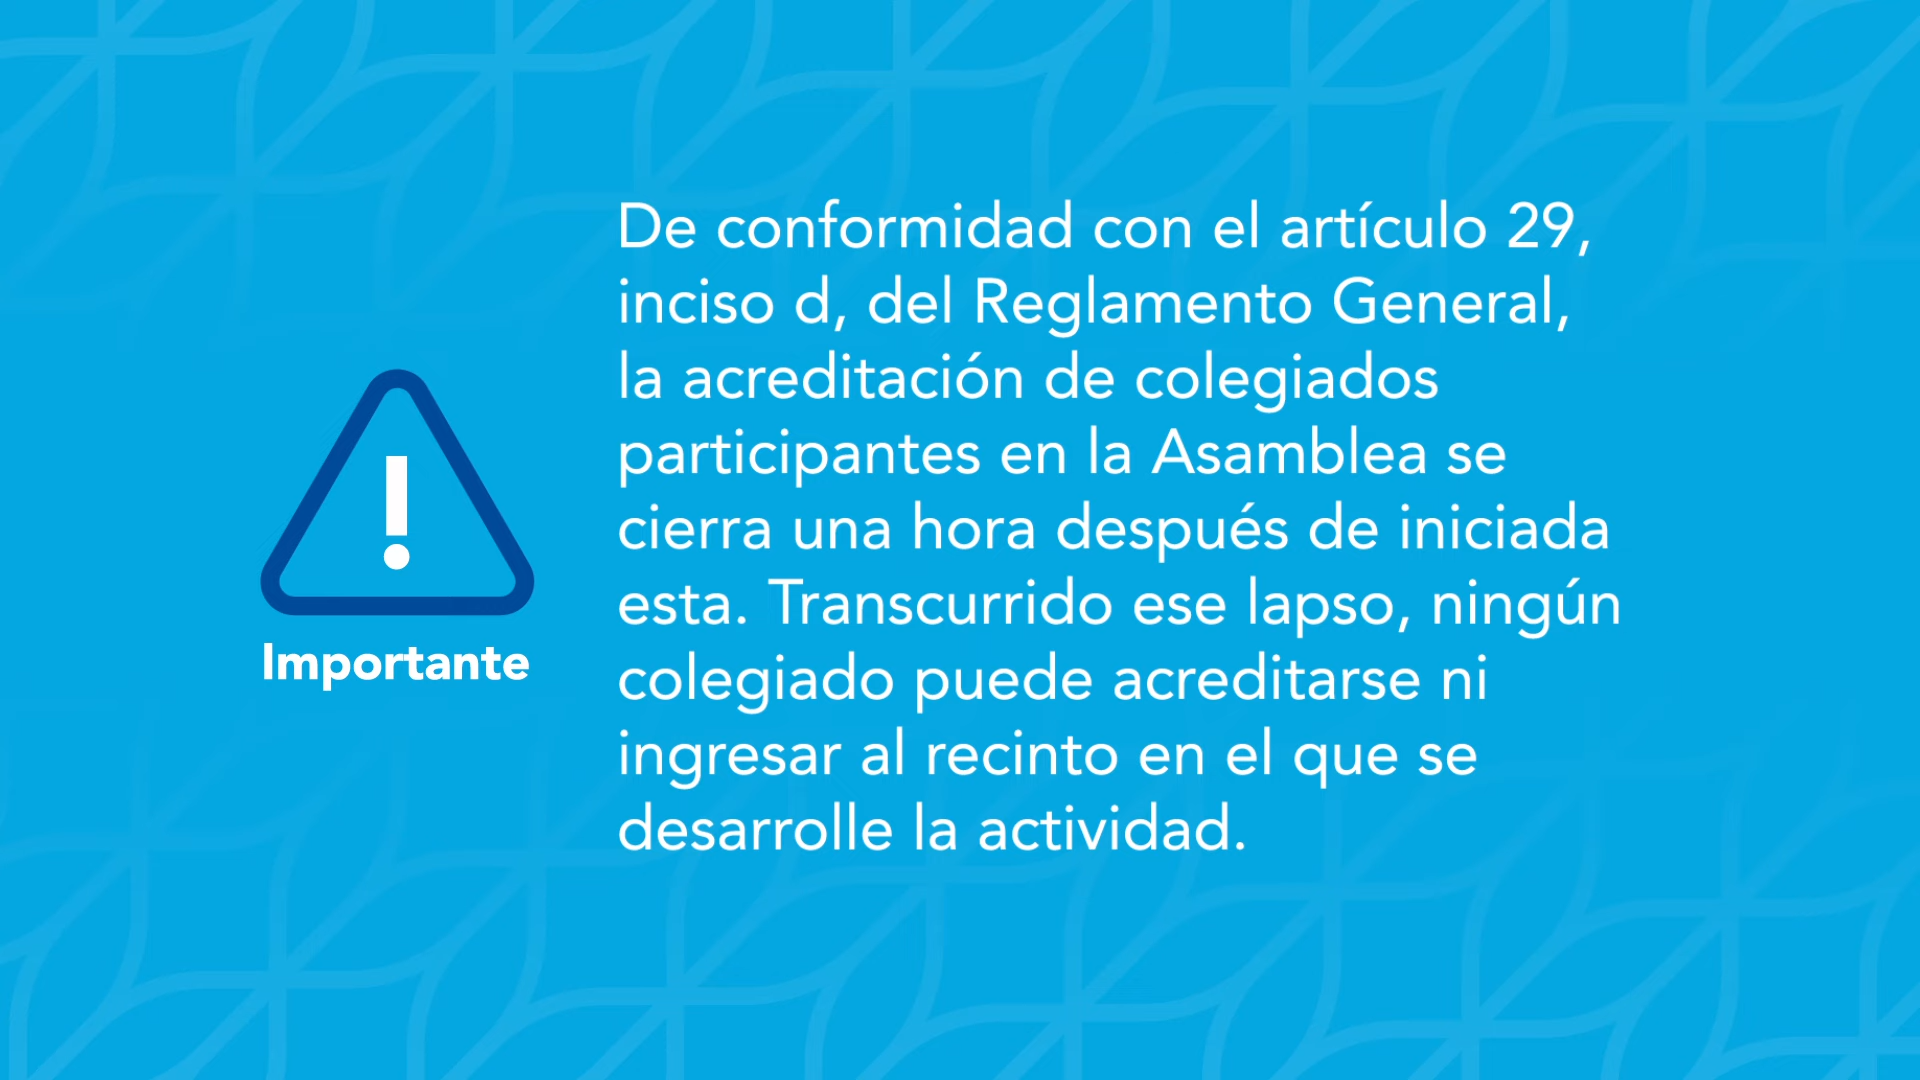 De conformidad con el artículo 29,
inciso d, del Reglamento General,
la acreditación de colegiados
participantes en la Asamblea se
cierra una hora después de iniciada
esta. Transcurrido ese lapso, ningún
colegiado puede acreditarse ni
ingresar al recinto en el que se
desarrolle la actividad.
!
Importante